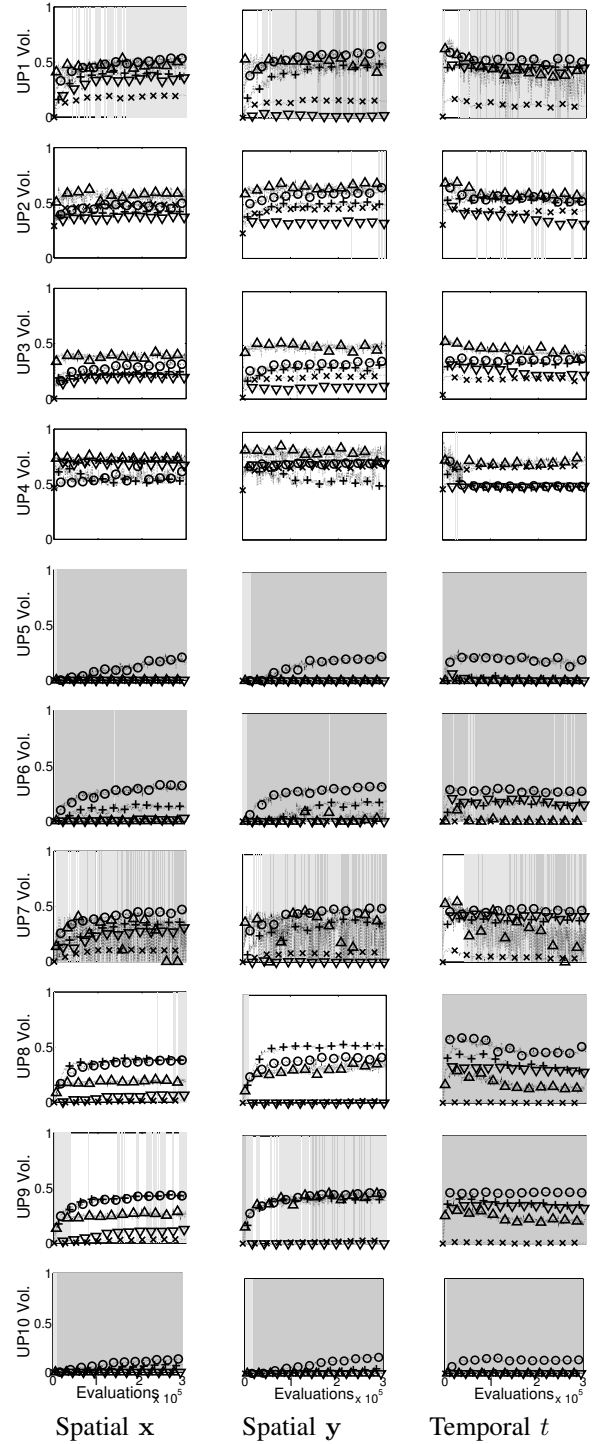 1
UP1 Vol.
0.5
0
1
UP2 Vol.
0.5
0
1
UP3 Vol.
0.5
0
1
UP4 Vol.
0.5
0
1
UP5 Vol.
0.5
0
1
UP6 Vol.
0.5
0
1
UP7 Vol.
0.5
0
1
UP8 Vol.
0.5
0
1
UP9 Vol.
0.5
0
1
UP10 Vol.
0.5
0
0 1 2 3 0 1 2 3 0 1 2 3
Evaluations x 10^5 Evaluations x 10^5 Evaluations x 10^5
Spatial x Spatial y Temporal t